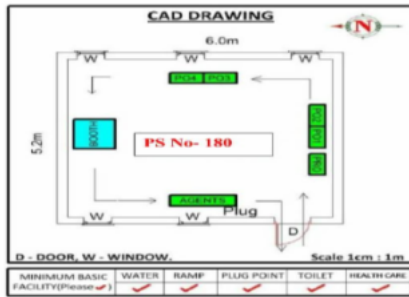 CAD DRAWING
N
6.0m
W W W
PO4 PO3
5.2m
BOOTH
PS No- 180
PO2
PO1
PRO
AGENTS
Plug
W W
D
D - DOOR, W - WINDOW. Scale 1cm : 1m
MINIMUM BASIC FACILITY(Please✓) WATER RAMP PLUG POINT TOILET HEALTH CARE